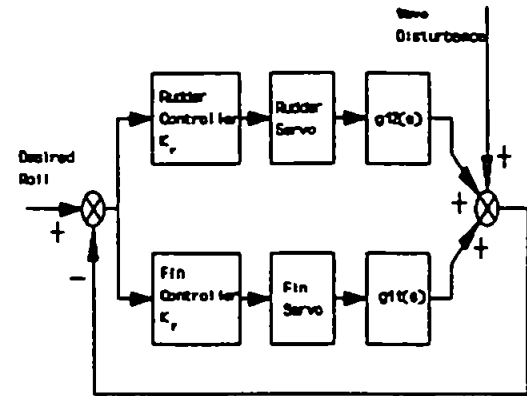 Wave
Disturbance
Rudder
Controller
Kr
Rudder
Servo
g12(s)
Desired
Roll
+
+
+
+
-
Fin
Controller
Kr
Fin
Servo
g11(s)